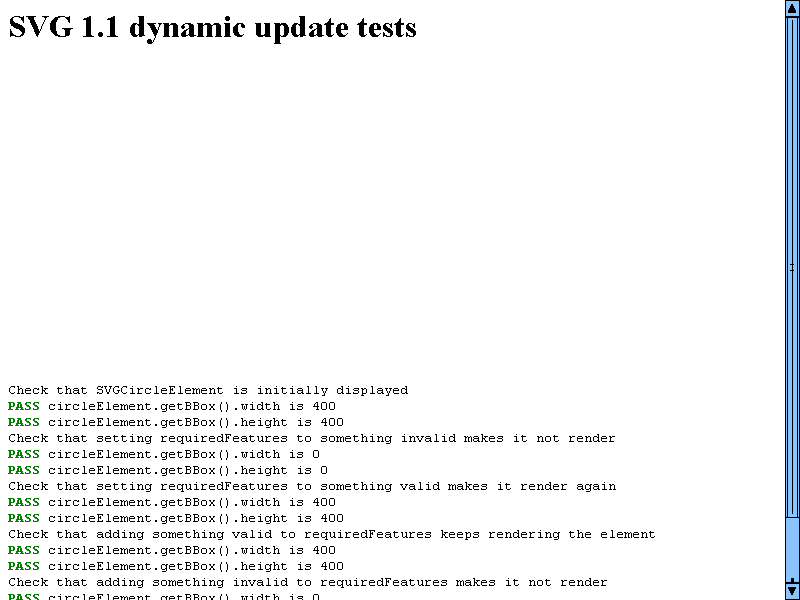 SVG 1.1 dynamic update tests
Check that SVGCircleElement is initially displayed
PASS circleElement.getBBox().width is 400
PASS circleElement.getBBox().height is 400
Check that setting requiredFeatures to something invalid makes it not render
PASS circleElement.getBBox().width is 0
PASS circleElement.getBBox().height is 0
Check that setting requiredFeatures to something valid makes it render again
PASS circleElement.getBBox().width is 400
PASS circleElement.getBBox().height is 400
Check that adding something valid to requiredFeatures keeps rendering the element
PASS circleElement.getBBox().width is 400
PASS circleElement.getBBox().height is 400
Check that adding something invalid to requiredFeatures makes it not render
PASS circleElement.getBBox().width is 0